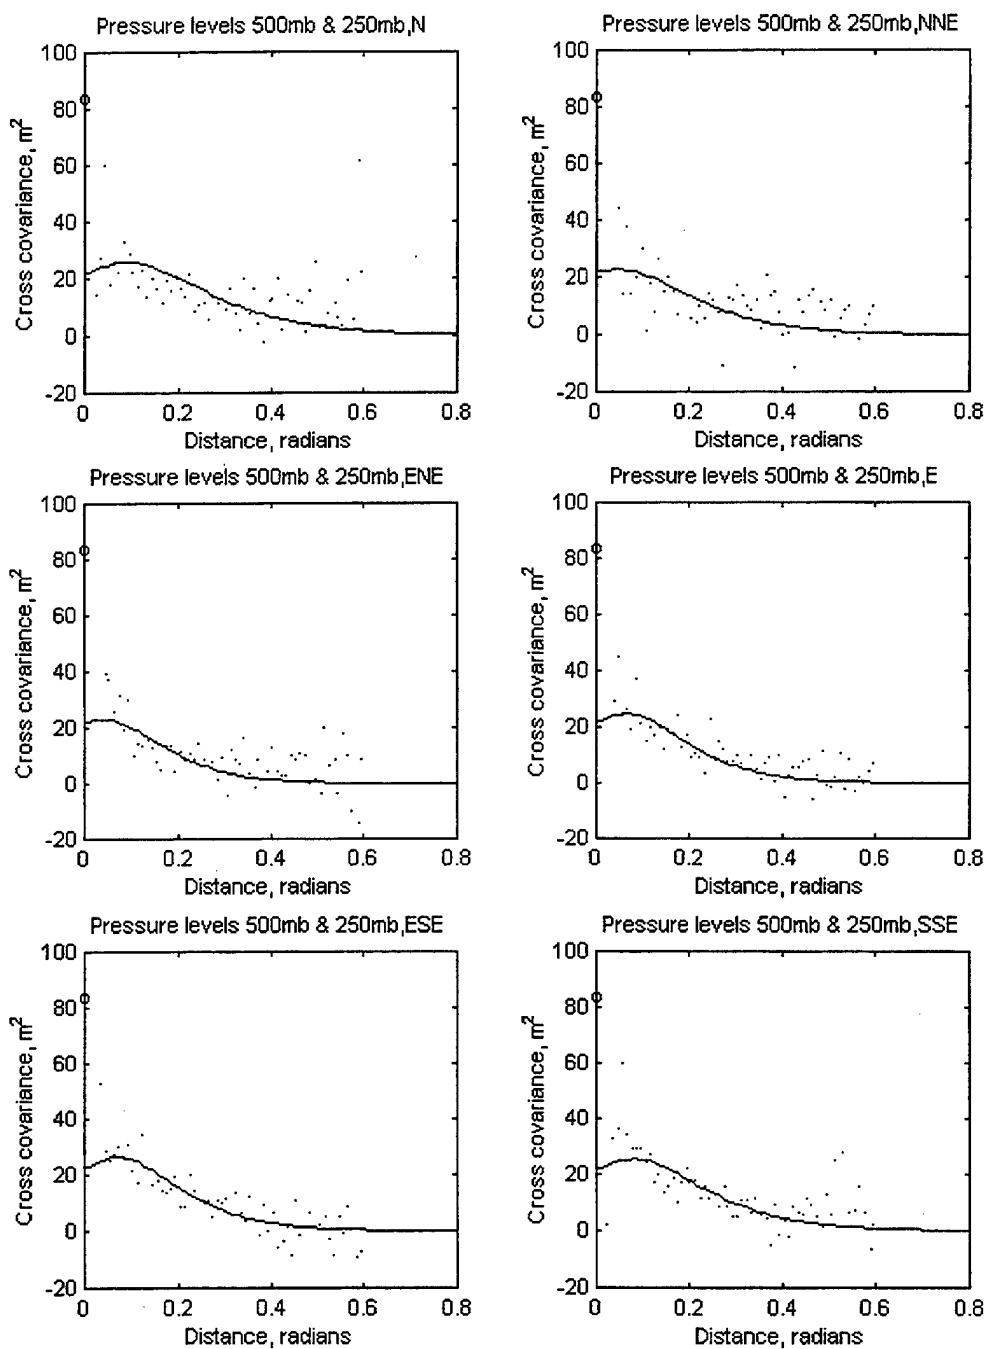 Pressure levels 500mb & 250mb,N
100
80
60
40
20
0
-20
Cross covariance, m²
0 0.2 0.4 0.6 0.8
Distance, radians
Pressure levels 500mb & 250mb,NNE
100
80
60
40
20
0
-20
Cross covariance, m²
0 0.2 0.4 0.6 0.8
Distance, radians
Pressure levels 500mb & 250mb,ENE
100
80
60
40
20
0
-20
Cross covariance, m²
0 0.2 0.4 0.6 0.8
Distance, radians
Pressure levels 500mb & 250mb,E
100
80
60
40
20
0
-20
Cross covariance, m²
0 0.2 0.4 0.6 0.8
Distance, radians
Pressure levels 500mb & 250mb,ESE
100
80
60
40
20
0
-20
Cross covariance, m²
0 0.2 0.4 0.6 0.8
Distance, radians
Pressure levels 500mb & 250mb,SSE
100
80
60
40
20
0
-20
Cross covariance, m²
0 0.2 0.4 0.6 0.8
Distance, radians